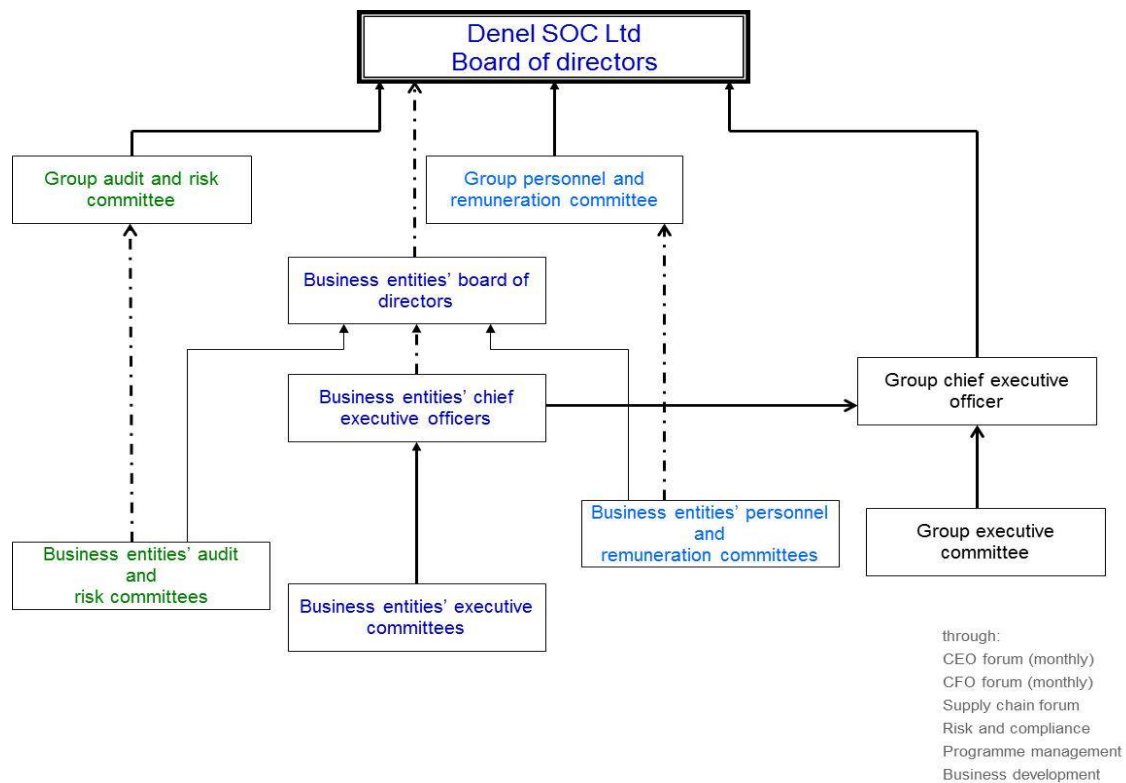 Denel SOC Ltd
Board of directors
Group audit and risk
committee
Group personnel and
remuneration committee
Business entities’ board of
directors
Business entities’ chief
executive officers
Group chief executive
officer
Business entities’ audit
and
risk committees
Business entities’ executive
committees
Business entities’ personnel
and
remuneration committees
Group executive
committee
through:
CEO forum (monthly)
CFO forum (monthly)
Supply chain forum
Risk and compliance
Programme management
Business development